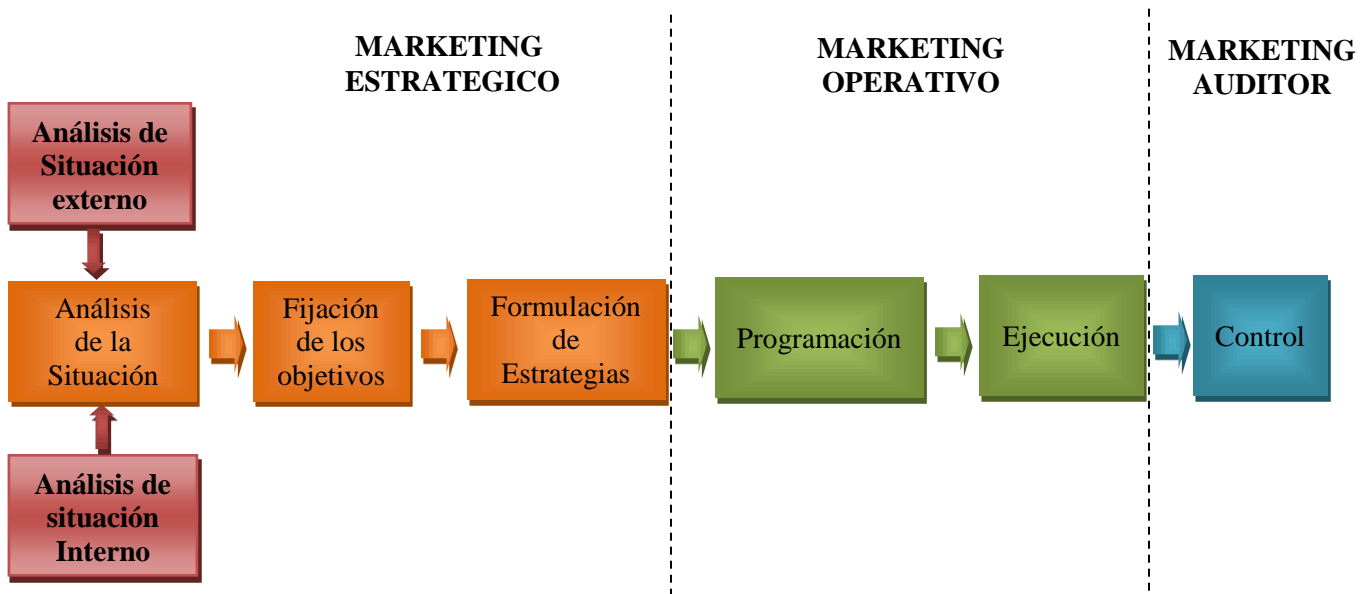 MARKETING
ESTRATEGICO
MARKETING
OPERATIVO
MARKETING
AUDITOR
Análisis de
Situación
externo
Análisis
de la
Situación
Fijación
de los
objetivos
Formulación
de
Estrategias
Programación
Ejecución
Control
Análisis de
situación
Interno